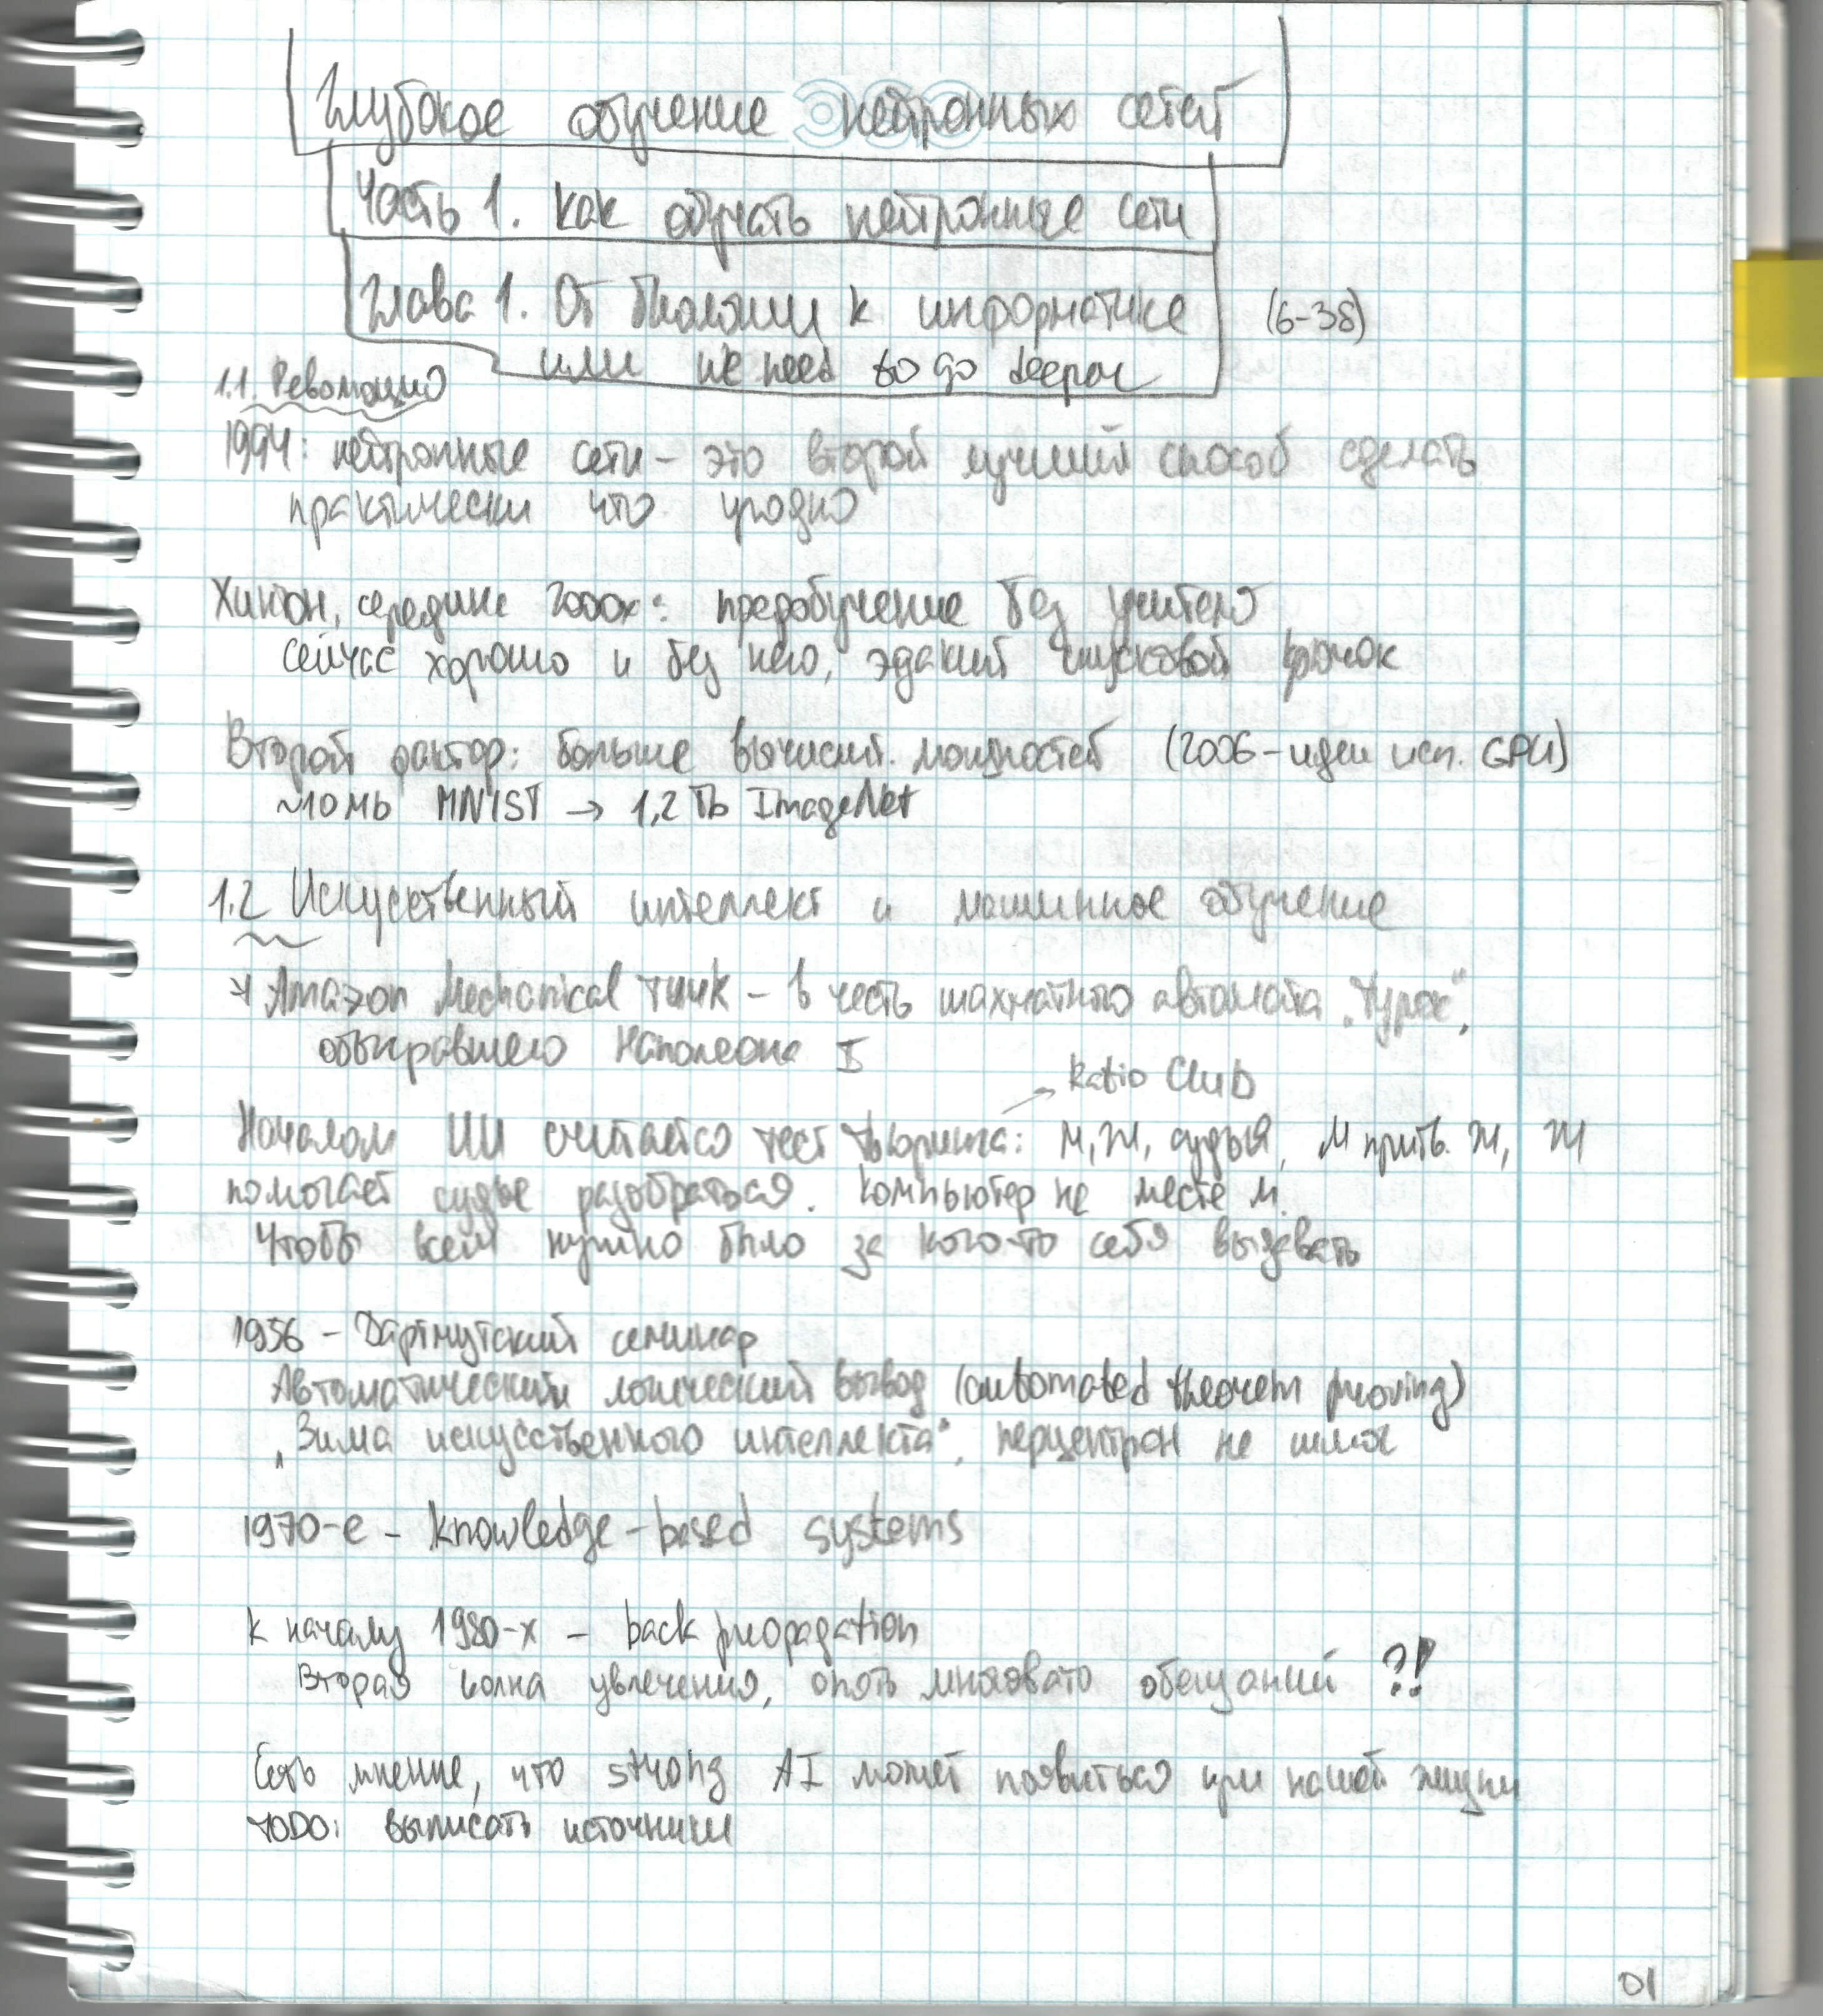 Глубокое обучение нейронных сетей
Часть 1. Как обучать нейронные сети
Глава 1. От биологии к информатике (6-38)
или we need to go deeper
1.1. Революция
1994: нейронные сети - это второй лучший способ сделать
практически что угодно
Хинтон, середина 2000х: предобучение без учителя
сейчас хорошо и без него, эдакий спусковой крючок
Второй фактор: больше вычислит. мощностей (2006 - идеи исп. GPU)
~10 мб MNIST → 1,2 Тb ImageNet
1.2 Искуственный интеллект и машинное обучение
→ Amazon Mechanical Turk - в честь шахматного автомата „Турок“,
обыгравшего Наполеона I
→ Ratio Club
Началом ИИ считается тест Тьюринга: М, Ж, судья, М притв. Ж, Ж
помогает судье разобраться. Компьютер на месте М.
Чтобы всем нужно было за кого-то себя выдавать
1956 - Дартмутский семинар
Автоматический логический вывод (automated theorem proving)
„Зима искусственного интеллекта“, перцептрон не шмог
1970-е - knowledge-based systems
К началу 1980-х - back propagation
Вторая волна увлечения, опять многовато обещаний ?!
Есть мнение, что strong AI может появиться при нашей жизни
TODO: выписать источники
01